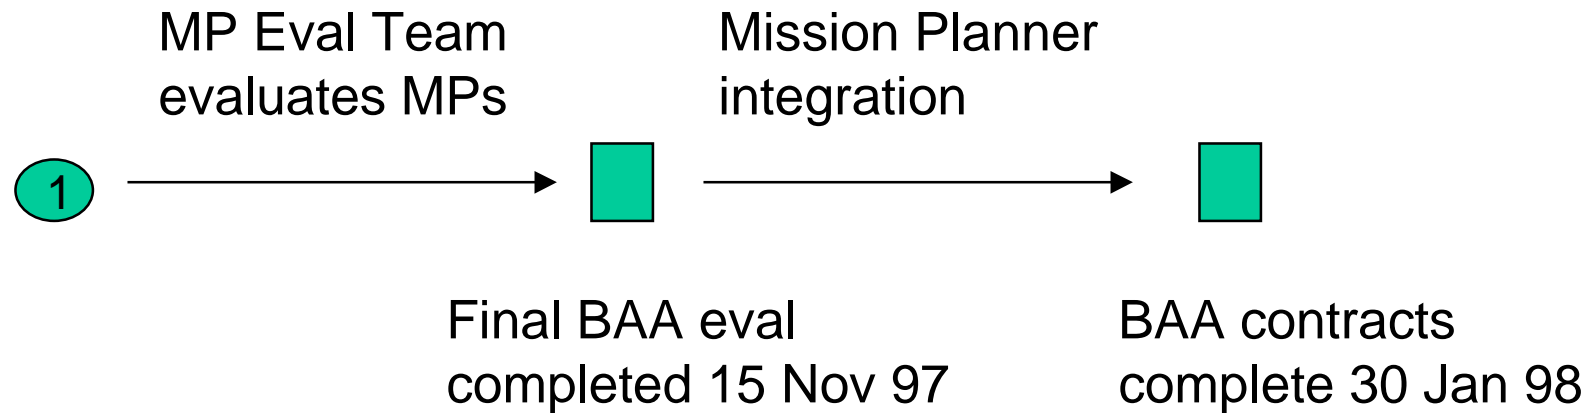 MP Eval Team
evaluates MPs
Mission Planner
integration
1
Final BAA eval
completed 15 Nov 97
BAA contracts
complete 30 Jan 98